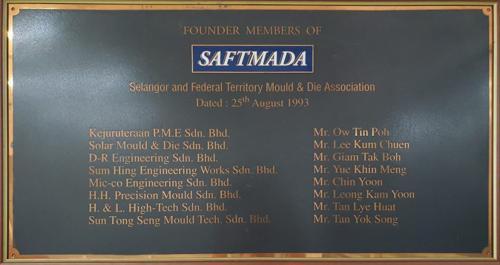 FOUNDER MEMBERS OF
SAFTMADA
Selangor and Federal Territory Mould & Die Association
Dated : 25th August 1993
Kejuruteraan P.M.E Sdn. Bhd. Mr. Ow Tin Poh
Solar Mould & Die Sdn. Bhd. Mr. Lee Kum Chuen
D-R Engineering Sdn. Bhd. Mr. Giam Tak Boh
Sum Hing Engineering Works Sdn. Bhd. Mr. Yue Khin Meng
Mic-co Engineering Sdn. Bhd. Mr. Chin Yoon
H.H. Precision Mould Sdn. Bhd. Mr. Leong Kam Yoon
H. & L. High-Tech Sdn. Bhd. Mr. Tan Lye Huat
Sun Tong Seng Mould Tech. Sdn. Bhd. Mr. Tan Yok Song